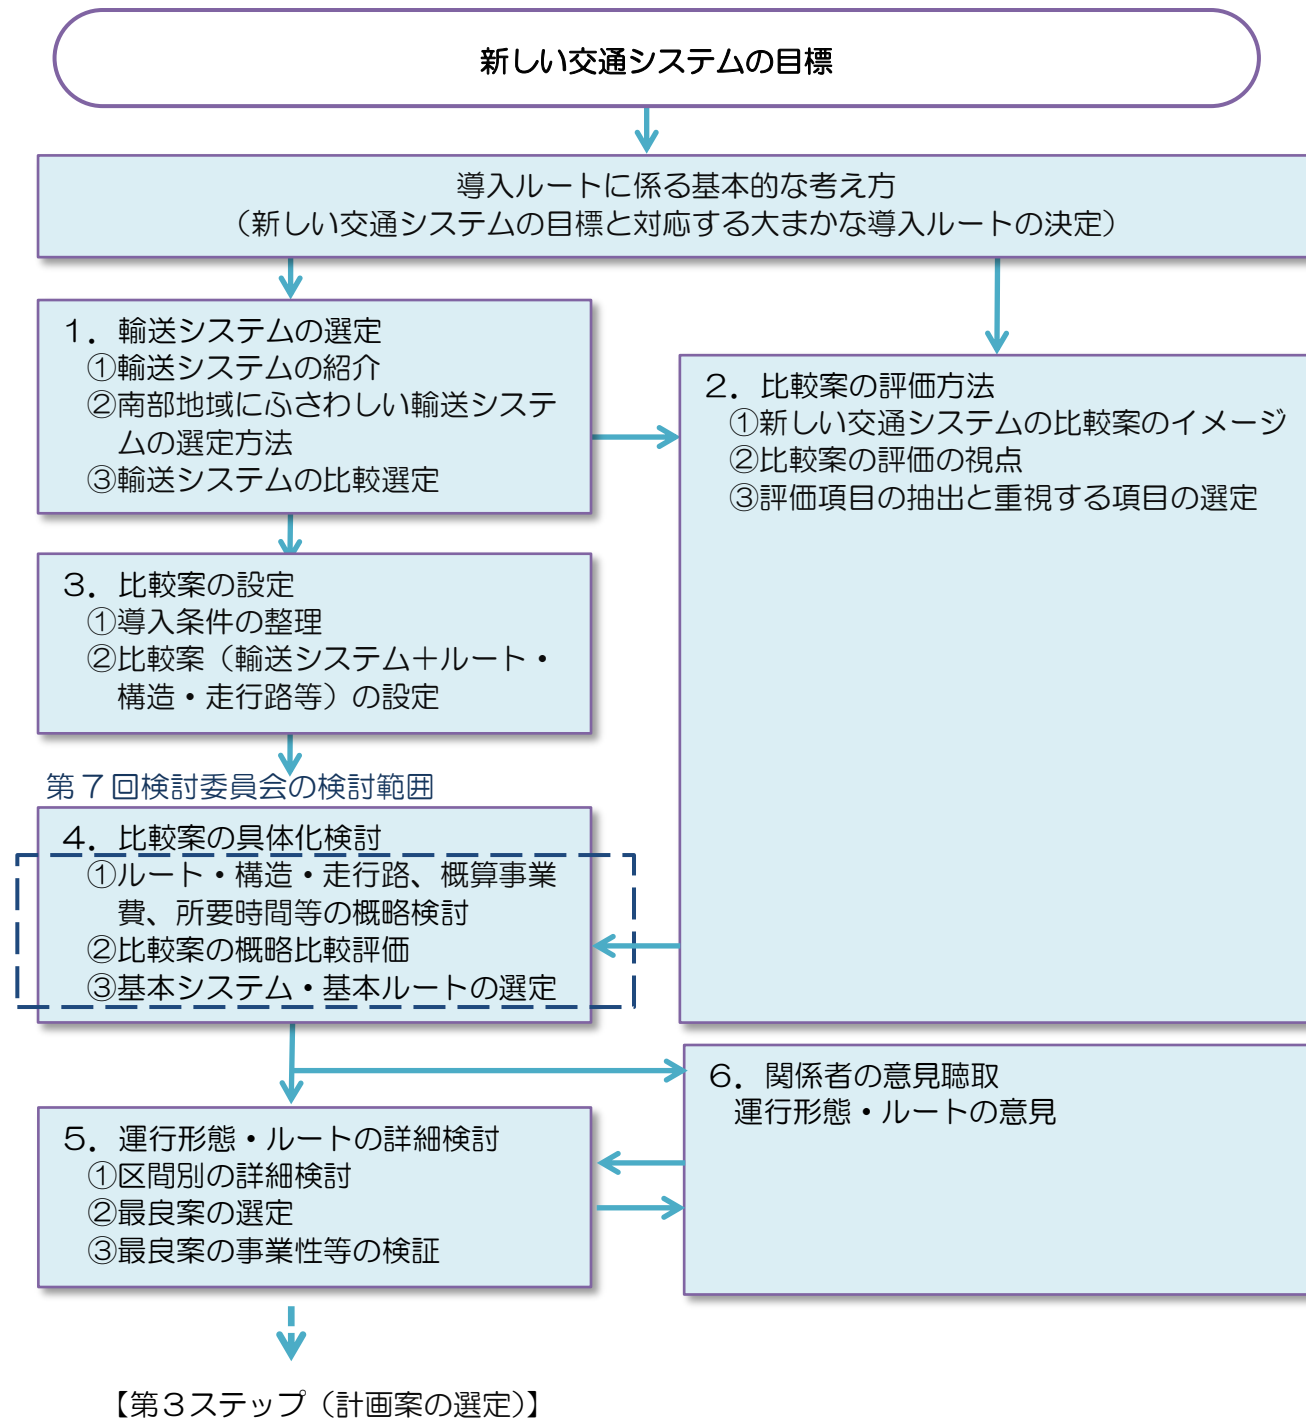 新しい交通システムの目標
導入ルートに係る基本的な考え方
（新しい交通システムの目標と対応する大まかな導入ルートの決定）
１．輸送システムの選定
①輸送システムの紹介
②南部地域にふさわしい輸送システ
ムの選定方法
③輸送システムの比較選定
２．比較案の評価方法
①新しい交通システムの比較案のイメージ
②比較案の評価の視点
③評価項目の抽出と重視する項目の選定
３．比較案の設定
①導入条件の整理
②比較案（輸送システム＋ルート・
構造・走行路等）の設定
第７回検討委員会の検討範囲
４．比較案の具体化検討
①ルート・構造・走行路、概算事業
費、所要時間等の概略検討
②比較案の概略比較評価
③基本システム・基本ルートの選定
６．関係者の意見聴取
運行形態・ルートの意見
５．運行形態・ルートの詳細検討
①区間別の詳細検討
②最良案の選定
③最良案の事業性等の検証
【第３ステップ（計画案の選定）】